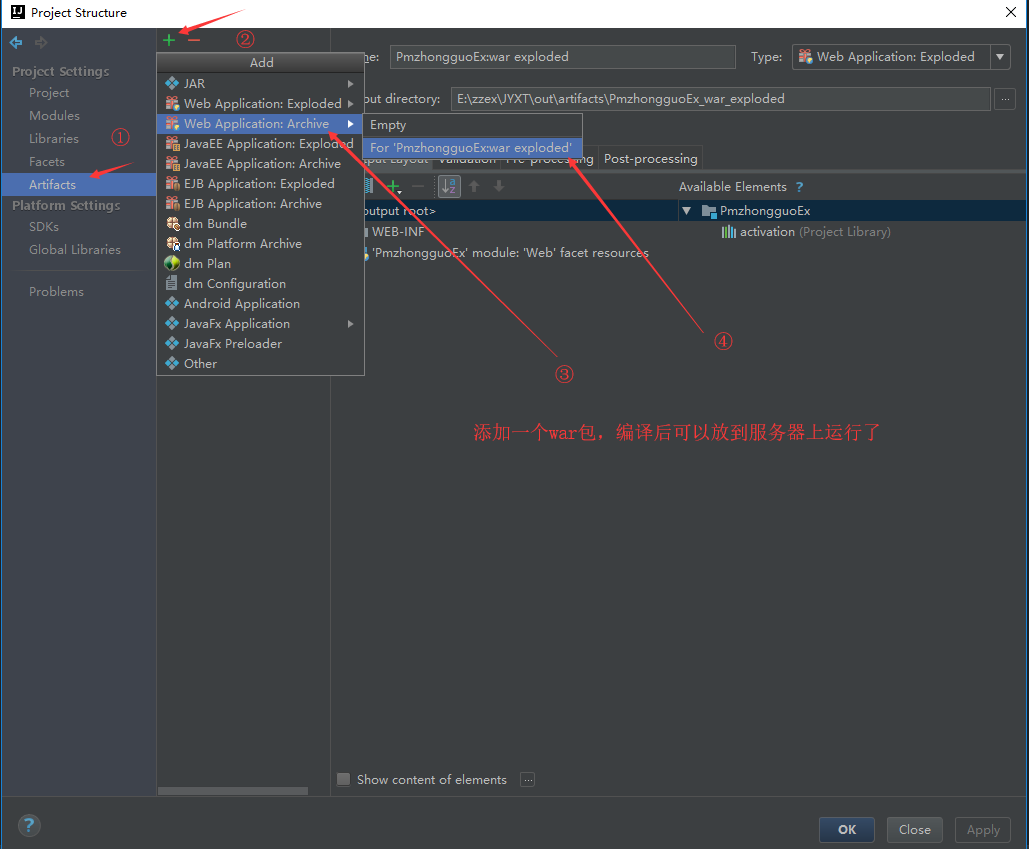 Project Structure
Project Settings
Project
Modules
Libraries
①
Facets
Artifacts
Platform Settings
SDKs
Global Libraries
Problems
②
Add
JAR
Web Application: Exploded
Web Application: Archive
JavaEE Application: Exploded
JavaEE Application: Archive
EJB Application: Exploded
EJB Application: Archive
dm Bundle
dm Platform Archive
dm Plan
dm Configuration
Android Application
JavaFx Application
JavaFx Preloader
Other
Empty
For 'PmzhongguoEx:war exploded'
me: PmzhongguoEx:war exploded Type: Web Application: Exploded
put directory: E:\zzex\JYXT\out\artifacts\PmzhongguoEx_war_exploded ...
tput Layout Validation Pre-processing Post-processing
Available Elements ?
output root>
PmzhongguoEx
WEB-INF
activation (Project Library)
'PmzhongguoEx' module: 'Web' facet resources
④
③
添加一个war包，编译后可以放到服务器上运行了
Show content of elements ...
?
OK Close Apply